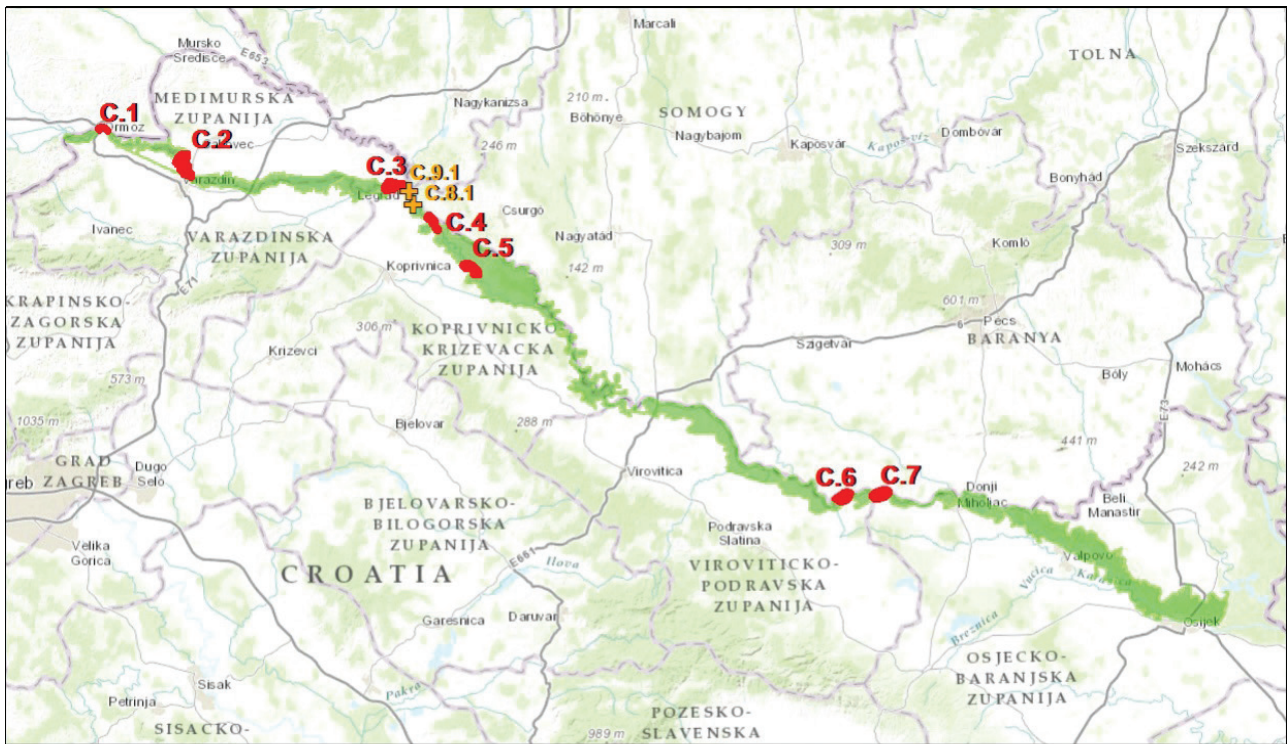 Marcali
Mursko
Sredisce
E653
TOLNA
MEDIMURSKA
ZUPANIJA
Nagykanizsa
210 m
Böhönye
SOMOGY
Nagybajom
Kaposvár
Kapos víz
Dombóvár
Szekszárd
C.1
Ormoz
C.2
Varazdin
246 m
Bonyhád
C.3
C.9.1
C.8.1
Legrad
Csurgó
C.4
Ivanec
VARAZDINSKA
ZUPANIJA
Nagyatád
309 m
Komló
C.5
Koprivnica
142 m
E71
KRAPINSKO-
ZAGORSKA
ZUPANIJA
306 m
KOPRIVNICKO-
KRIZEVACKA
ZUPANIJA
Krizevci
601 m
6
Pécs
BARANYA
Szigetvár
Mohács
Bóly
573 m
E73
1035 m
Bjelovar
288 m
441 m
GRAD
ZAGREB
Dugo
Selo
reb
Virovitica
C.6
C.7
242 m
Donji
Miholjac
Beli
Manastir
BJELOVARSKO-
BILOGORSKA
ZUPANIJA
Podravska
Slatina
Velika
Gorica
E661
Ilova
Valpovo
Vucica
Karasica
VIROVITICKO-
PODRAVSKA
ZUPANIJA
CROATIA
Daruvar
Garesnica
Breznica
Osijek
OSJECKO-
BARANJSKA
ZUPANIJA
Sisak
Petrinja
Pakra
SISACKO-
POZESKO-
SLAVENSKA
989 m